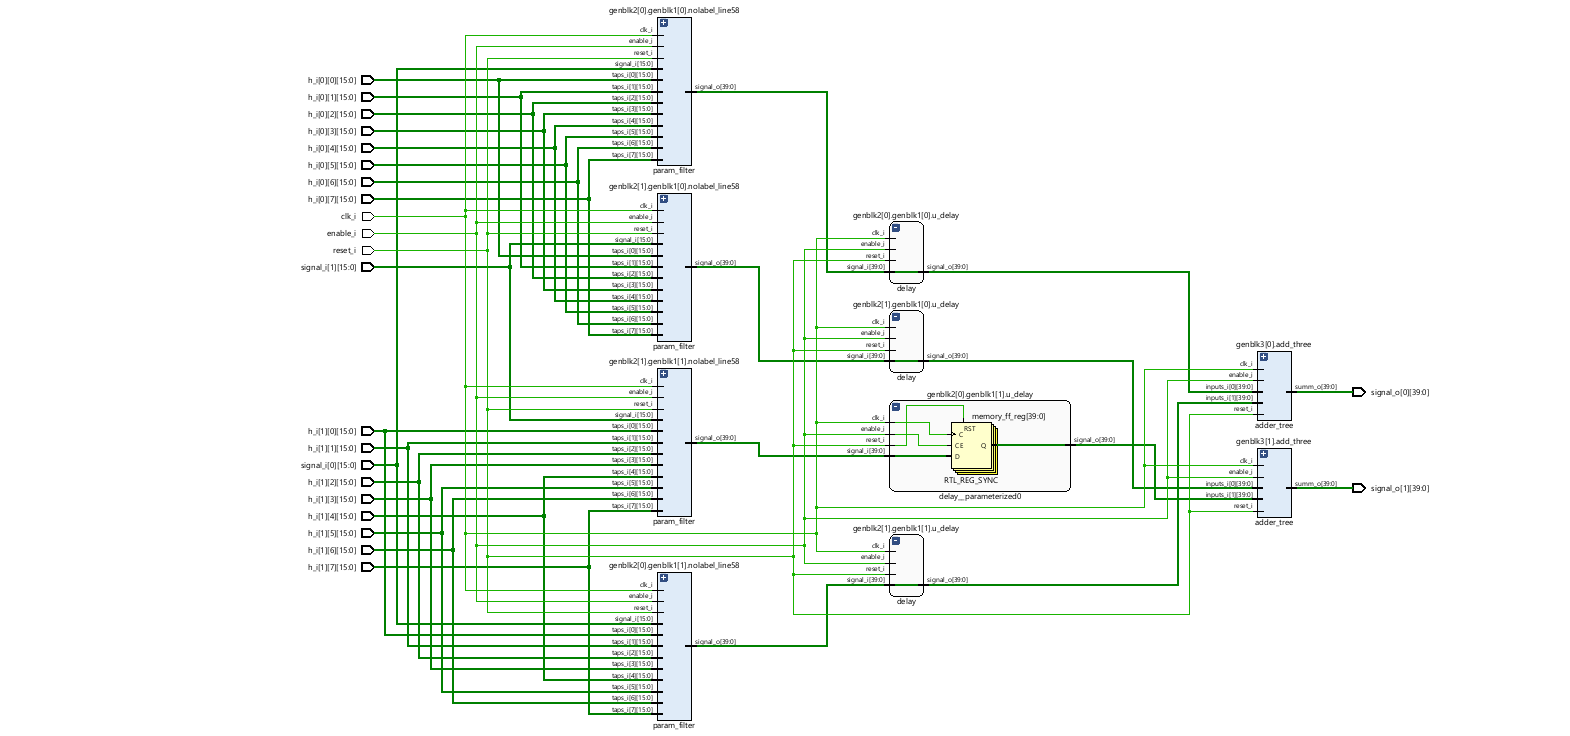 genblk2[0].genblk1[0].nolabel_line58
clk_i
enable_i
reset_i
signal_i[15:0]
taps_i[0][15:0]
taps_i[1][15:0]
taps_i[2][15:0]
taps_i[3][15:0]
taps_i[4][15:0]
taps_i[5][15:0]
taps_i[6][15:0]
taps_i[7][15:0]
signal_o[39:0]
param_filter
h_i[0][0][15:0]
h_i[0][1][15:0]
h_i[0][2][15:0]
h_i[0][3][15:0]
h_i[0][4][15:0]
h_i[0][5][15:0]
h_i[0][6][15:0]
h_i[0][7][15:0]
clk_i
enable_i
reset_i
signal_i[1][15:0]
genblk2[1].genblk1[0].nolabel_line58
clk_i
enable_i
reset_i
signal_i[15:0]
taps_i[0][15:0]
taps_i[1][15:0]
taps_i[2][15:0]
taps_i[3][15:0]
taps_i[4][15:0]
taps_i[5][15:0]
taps_i[6][15:0]
taps_i[7][15:0]
signal_o[39:0]
param_filter
genblk2[1].genblk1[1].nolabel_line58
clk_i
enable_i
reset_i
signal_i[15:0]
taps_i[0][15:0]
taps_i[1][15:0]
taps_i[2][15:0]
taps_i[3][15:0]
taps_i[4][15:0]
taps_i[5][15:0]
taps_i[6][15:0]
taps_i[7][15:0]
signal_o[39:0]
param_filter
h_i[1][0][15:0]
h_i[1][1][15:0]
signal_i[0][15:0]
h_i[1][2][15:0]
h_i[1][3][15:0]
h_i[1][4][15:0]
h_i[1][5][15:0]
h_i[1][6][15:0]
h_i[1][7][15:0]
genblk2[0].genblk1[1].nolabel_line58
clk_i
enable_i
reset_i
signal_i[15:0]
taps_i[0][15:0]
taps_i[1][15:0]
taps_i[2][15:0]
taps_i[3][15:0]
taps_i[4][15:0]
taps_i[5][15:0]
taps_i[6][15:0]
taps_i[7][15:0]
signal_o[39:0]
param_filter
genblk2[0].genblk1[0].u_delay
clk_i
enable_i
reset_i
signal_i[39:0]
signal_o[39:0]
delay
genblk2[1].genblk1[0].u_delay
clk_i
enable_i
reset_i
signal_i[39:0]
signal_o[39:0]
delay
genblk2[0].genblk1[1].u_delay
clk_i
enable_i
reset_i
signal_i[39:0]
memory_ff_reg[39:0]
RST
C
CE
D
Q
RTL_REG_SYNC
signal_o[39:0]
delay__parameterized0
genblk2[1].genblk1[1].u_delay
clk_i
enable_i
reset_i
signal_i[39:0]
signal_o[39:0]
delay
genblk3[0].add_three
clk_i
enable_i
inputs_i[0][39:0]
inputs_i[1][39:0]
reset_i
summ_o[39:0]
adder_tree
signal_o[0][39:0]
genblk3[1].add_three
clk_i
enable_i
inputs_i[0][39:0]
inputs_i[1][39:0]
reset_i
summ_o[39:0]
adder_tree
signal_o[1][39:0]